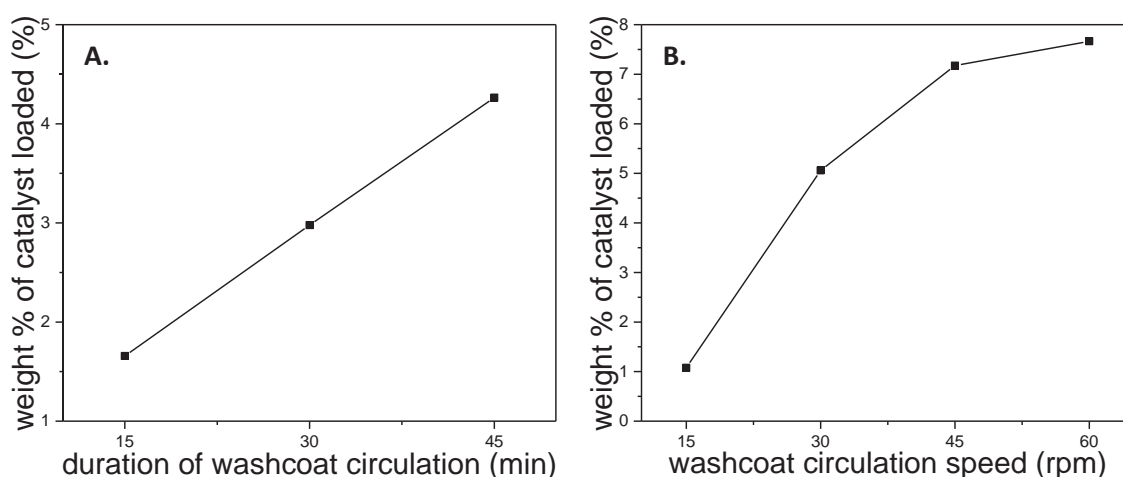 A.
weight % of catalyst loaded (%)
5
4
3
2
1
15 30 45
duration of washcoat circulation (min)
B.
weight % of catalyst loaded (%)
8
7
6
5
4
3
2
1
0
15 30 45 60
washcoat circulation speed (rpm)